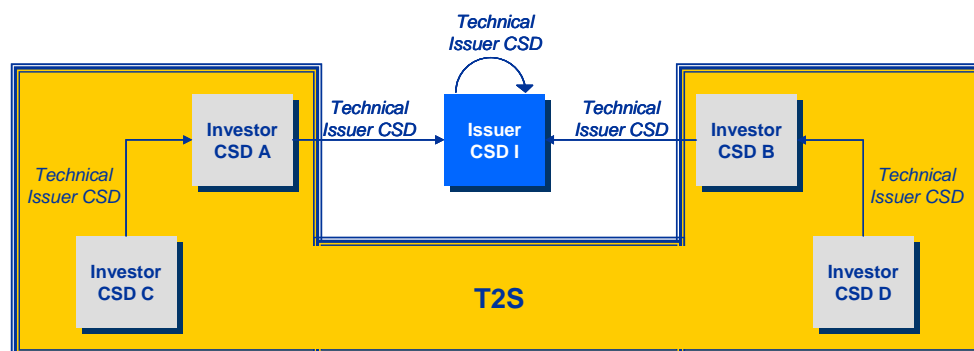 Technical
Issuer CSD
Technical
Issuer CSD
Technical
Issuer CSD
Investor
CSD A
Issuer
CSD I
Investor
CSD B
Technical
Issuer CSD
Technical
Issuer CSD
Investor
CSD C
T2S
Investor
CSD D